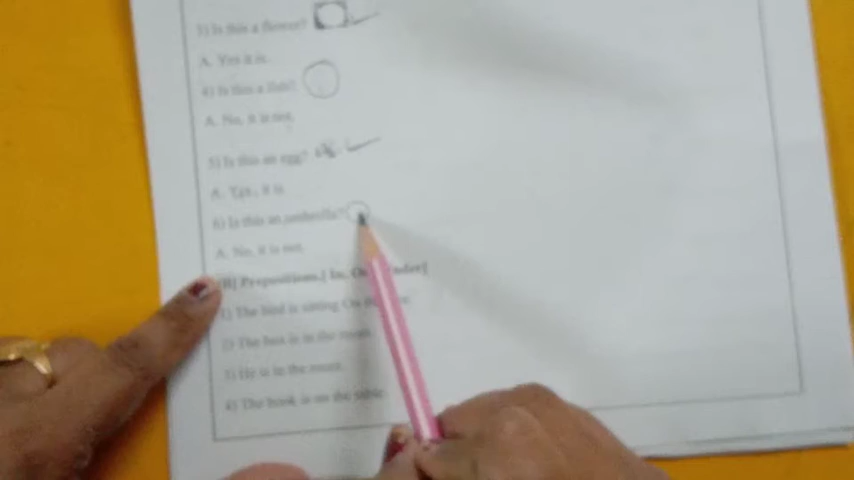 3) Is this a flower?
A. Yes it is.
4) Is this a fish?
A. No, it is not.
5) Is this an egg?
A. Yes, it is
6) Is this an umbrella?
A. No, it is not.
B] Prepositions.[ In, On, Under]
1) The bird is sitting On
2) The box is in the room.
3) He is in the room.
4) The book is on the table.